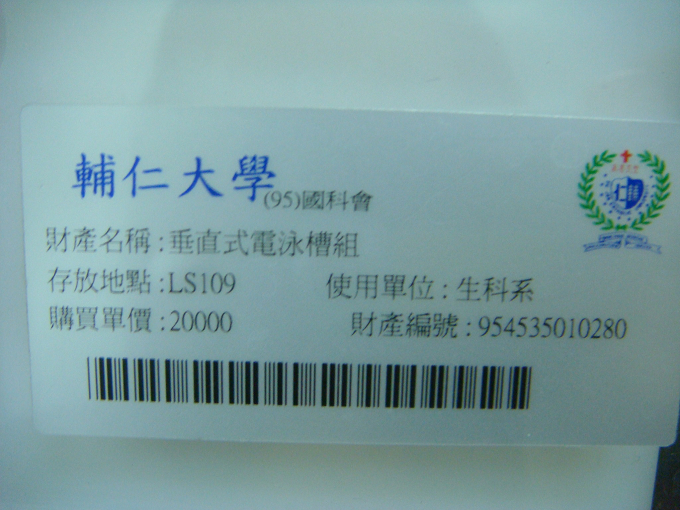 輔仁大學(95)國科會
財產名稱:垂直式電泳槽組
存放地點:LS109 使用單位:生科系
購買單價:20000 財產編號:954535010280